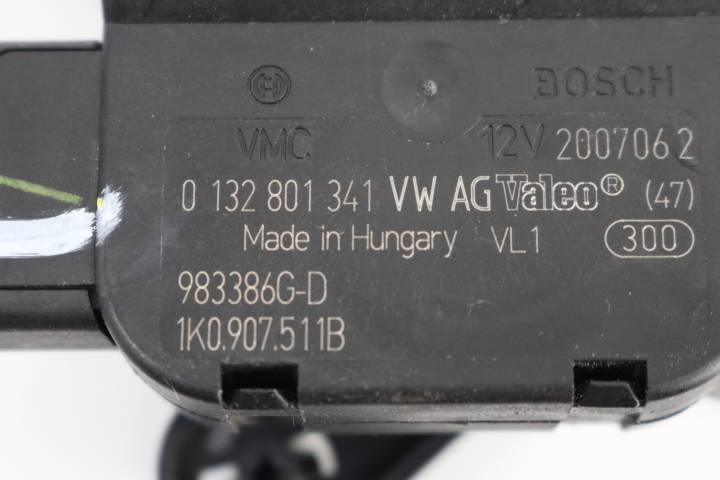 BOSCH
VMC 12V 2007062
0 132 801 341 VW AG Valeo® (47)
Made in Hungary VL1 300
983386G-D
1K0.907.511B